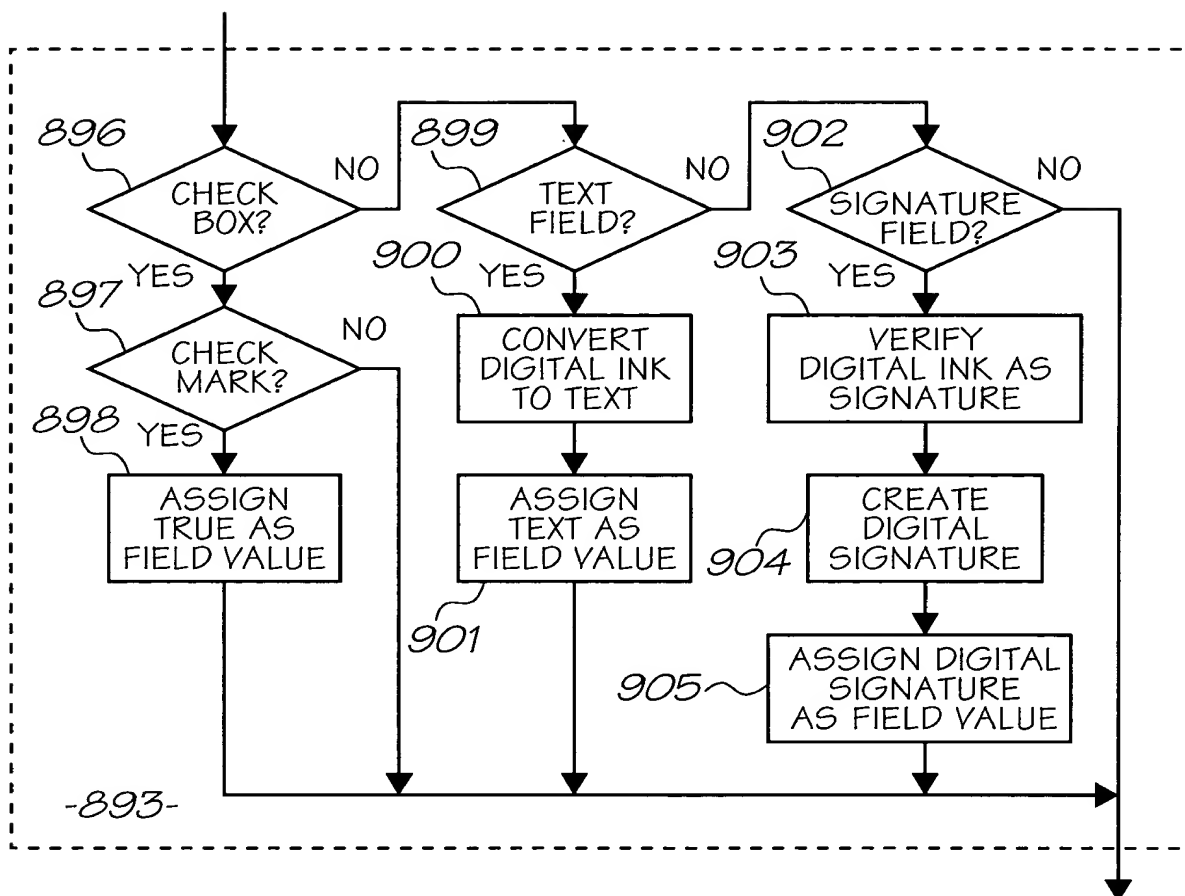 896
CHECK
BOX?
NO
YES
897
CHECK
MARK?
NO
YES
898
ASSIGN
TRUE AS
FIELD VALUE
899
TEXT
FIELD?
NO
YES
900
CONVERT
DIGITAL INK
TO TEXT
ASSIGN
TEXT AS
FIELD VALUE
901
902
SIGNATURE
FIELD?
NO
YES
903
VERIFY
DIGITAL INK AS
SIGNATURE
CREATE
DIGITAL
SIGNATURE
904
ASSIGN DIGITAL
SIGNATURE
AS FIELD VALUE
905
-893-